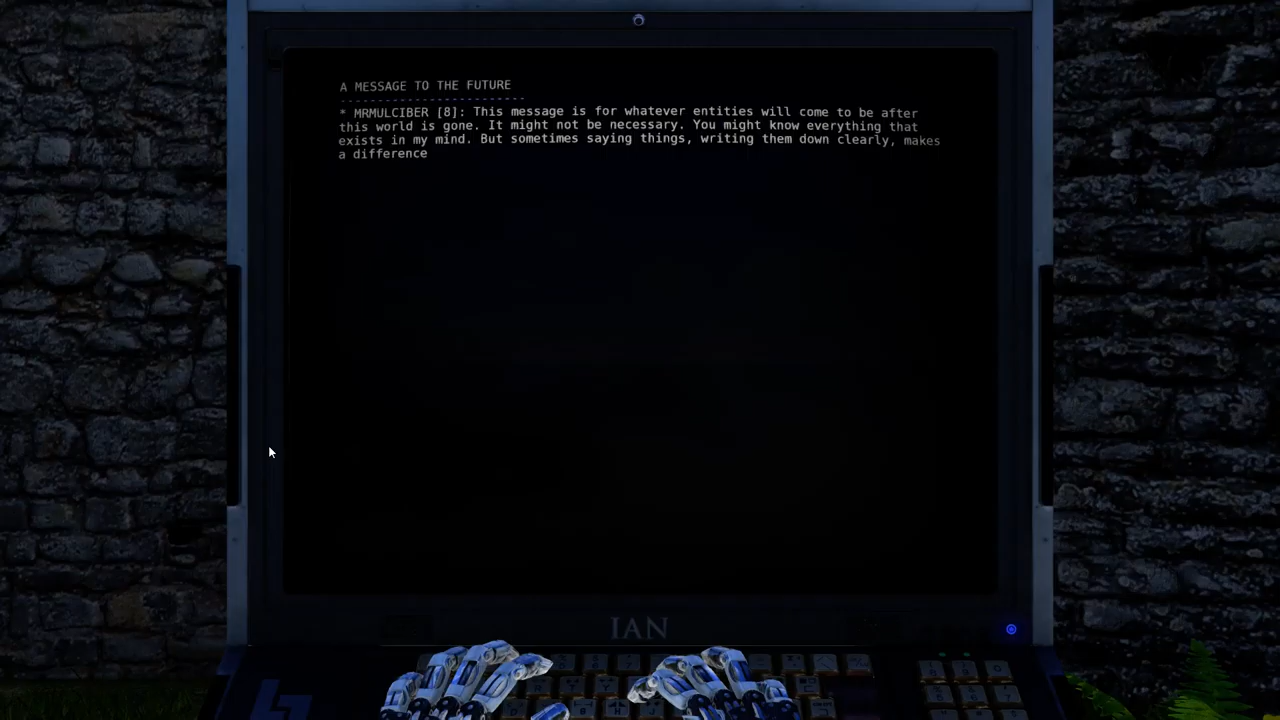 A MESSAGE TO THE FUTURE
-------------------------
* MRMULCIBER [8]: This message is for whatever entities will come to be after
this world is gone. It might not be necessary. You might know everything that
exists in my mind. But sometimes saying things, writing them down clearly, makes
a difference
IAN